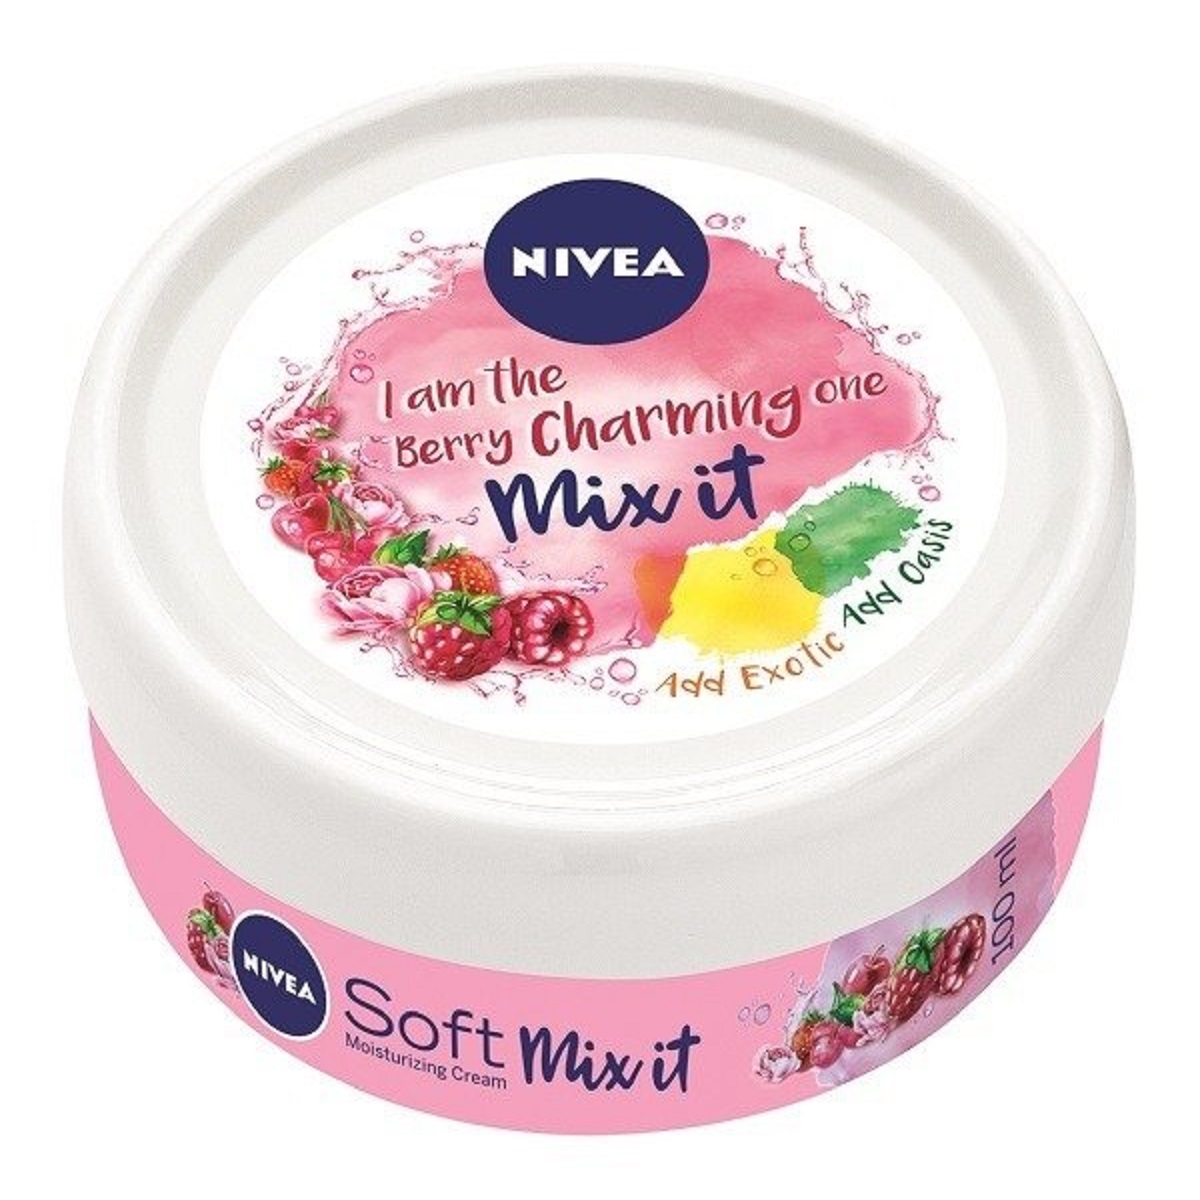 NIVEA
I am the
Berry Charming one
Mix it
Add Exotic
Add Oasis
NIVEA
Soft Mix it
Moisturizing Cream
100 ml